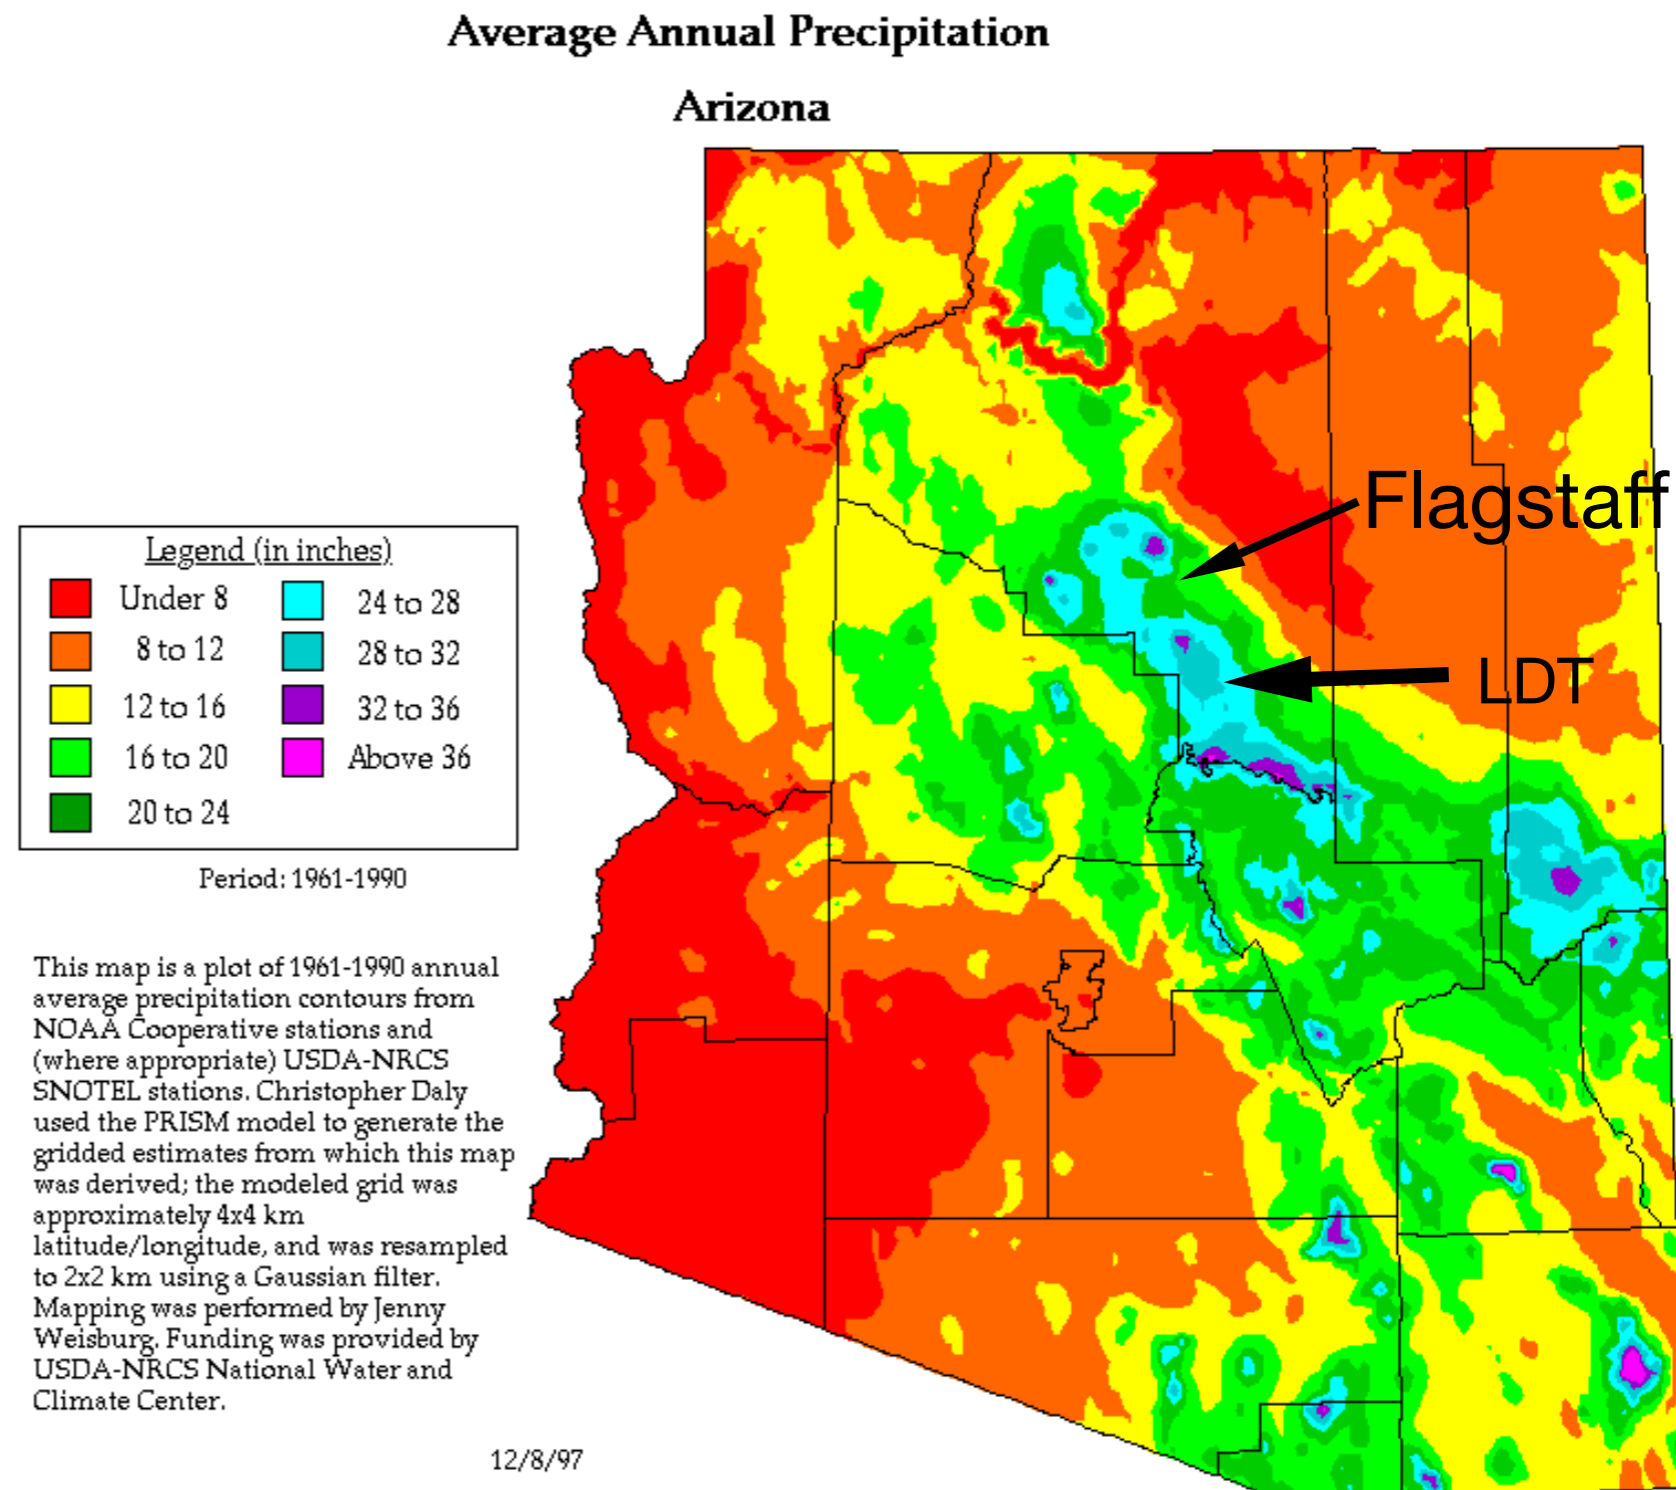 Average Annual Precipitation
Arizona
Flagstaff
LDT
Legend (in inches)
Under 8
24 to 28
8 to 12
28 to 32
12 to 16
32 to 36
16 to 20
Above 36
20 to 24
Period: 1961-1990
This map is a plot of 1961-1990 annual
average precipitation contours from
NOAA Cooperative stations and
(where appropriate) USDA-NRCS
SNOTEL stations. Christopher Daly
used the PRISM model to generate the
gridded estimates from which this map
was derived; the modeled grid was
approximately 4x4 km
latitude/longitude, and was resampled
to 2x2 km using a Gaussian filter.
Mapping was performed by Jenny
Weisburg. Funding was provided by
USDA-NRCS National Water and
Climate Center.
12/8/97